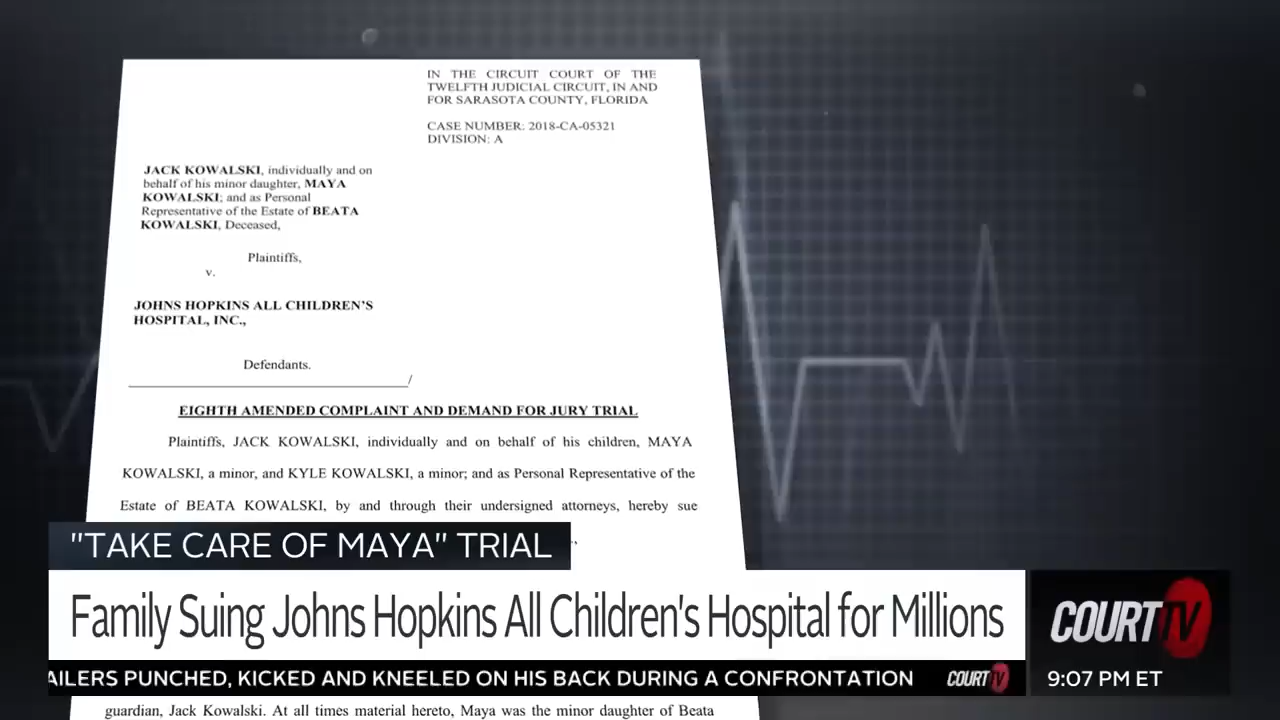 IN THE CIRCUIT COURT OF THE
TWELFTH JUDICIAL CIRCUIT, IN AND
FOR SARASOTA COUNTY, FLORIDA
CASE NUMBER: 2018-CA-05321
DIVISION: A
JACK KOWALSKI, individually and on
behalf of his minor daughter, MAYA
KOWALSKI; and as Personal
Representative of the Estate of BEATA
KOWALSKI, Deceased,
Plaintiffs,
v.
JOHNS HOPKINS ALL CHILDREN'S
HOSPITAL, INC.,
Defendants.
/
EIGHTH AMENDED COMPLAINT AND DEMAND FOR JURY TRIAL
Plaintiffs, JACK KOWALSKI, individually and on behalf of his children, MAYA
KOWALSKI, a minor, and KYLE KOWALSKI, a minor; and as Personal Representative of the
Estate of BEATA KOWALSKI, by and through their undersigned attorneys, hereby sue
"TAKE CARE OF MAYA" TRIAL
Family Suing Johns Hopkins All Children's Hospital for Millions
COURT TV
AILERS PUNCHED, KICKED AND KNEELED ON HIS BACK DURING A CONFRONTATION
COURT TV
9:07 PM ET
guardian, Jack Kowalski. At all times material hereto, Maya was the minor daughter of Beata